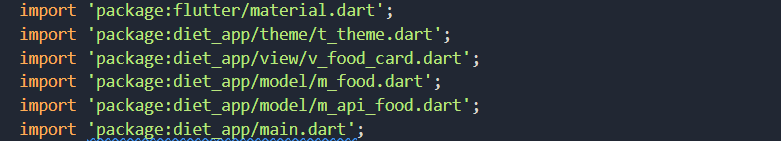 import 'package:flutter/material.dart';
import 'package:diet_app/theme/t_theme.dart';
import 'package:diet_app/view/v_food_card.dart';
import 'package:diet_app/model/m_food.dart';
import 'package:diet_app/model/m_api_food.dart';
import 'package:diet_app/main.dart';